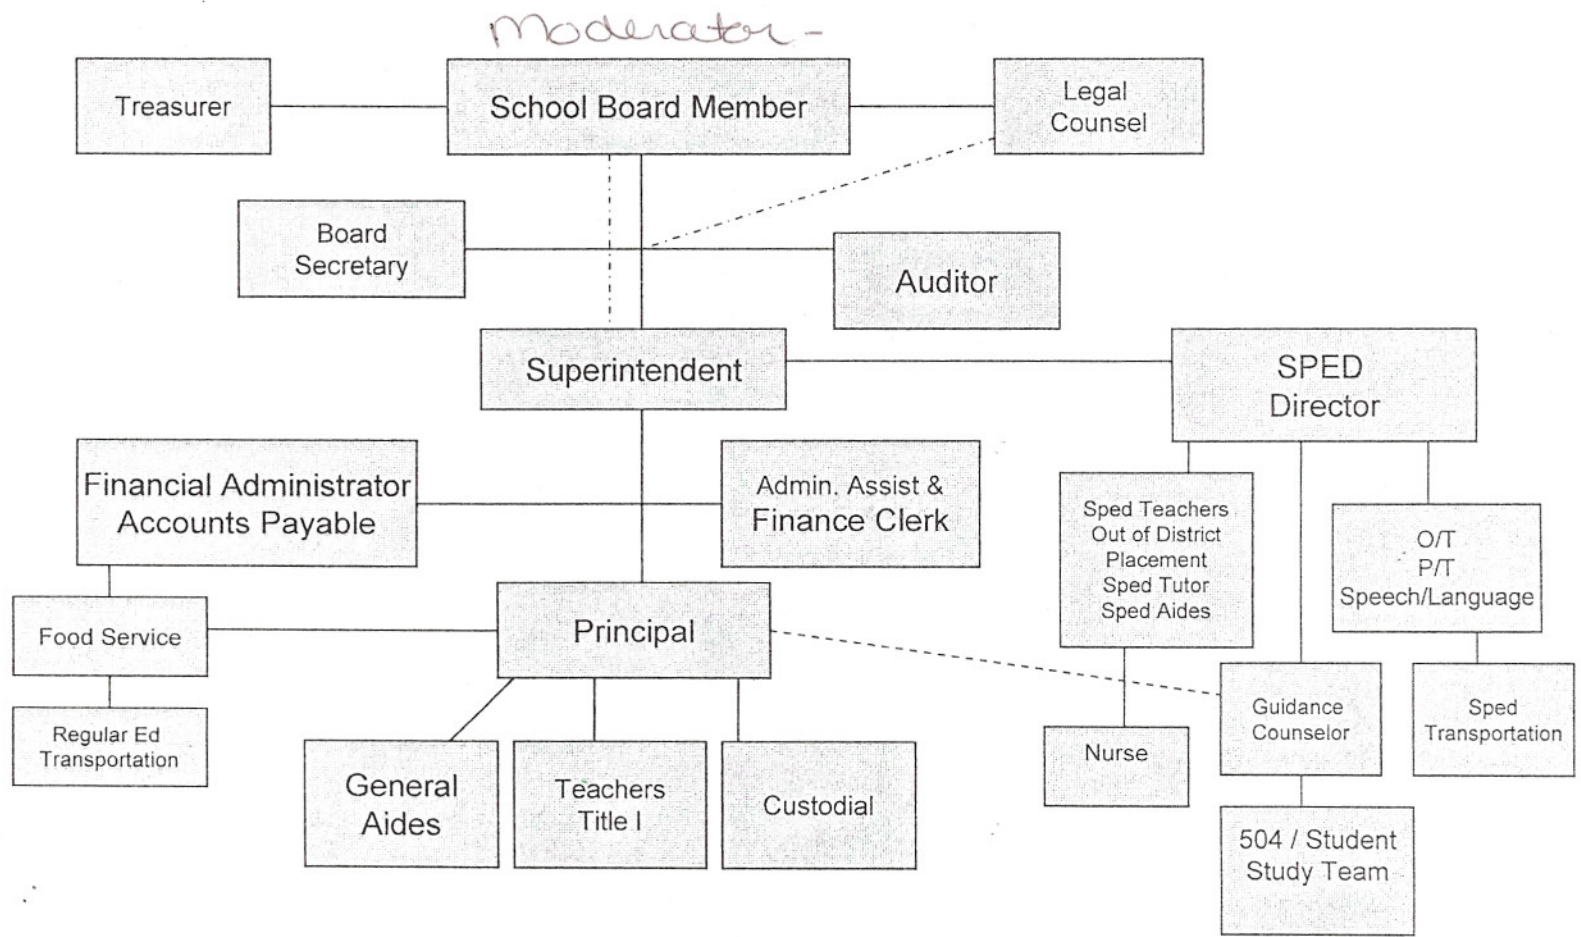 Moderator -
Treasurer
School Board Member
Legal
Counsel
Board
Secretary
Auditor
Superintendent
SPED
Director
Financial Administrator
Accounts Payable
Admin. Assist &
Finance Clerk
Sped Teachers
Out of District
Placement
Sped Tutor
Sped Aides
O/T
P/T
Speech/Language
Food Service
Principal
Regular Ed
Transportation
General
Aides
Teachers
Title I
Custodial
Nurse
Guidance
Counselor
Sped
Transportation
504 / Student
Study Team